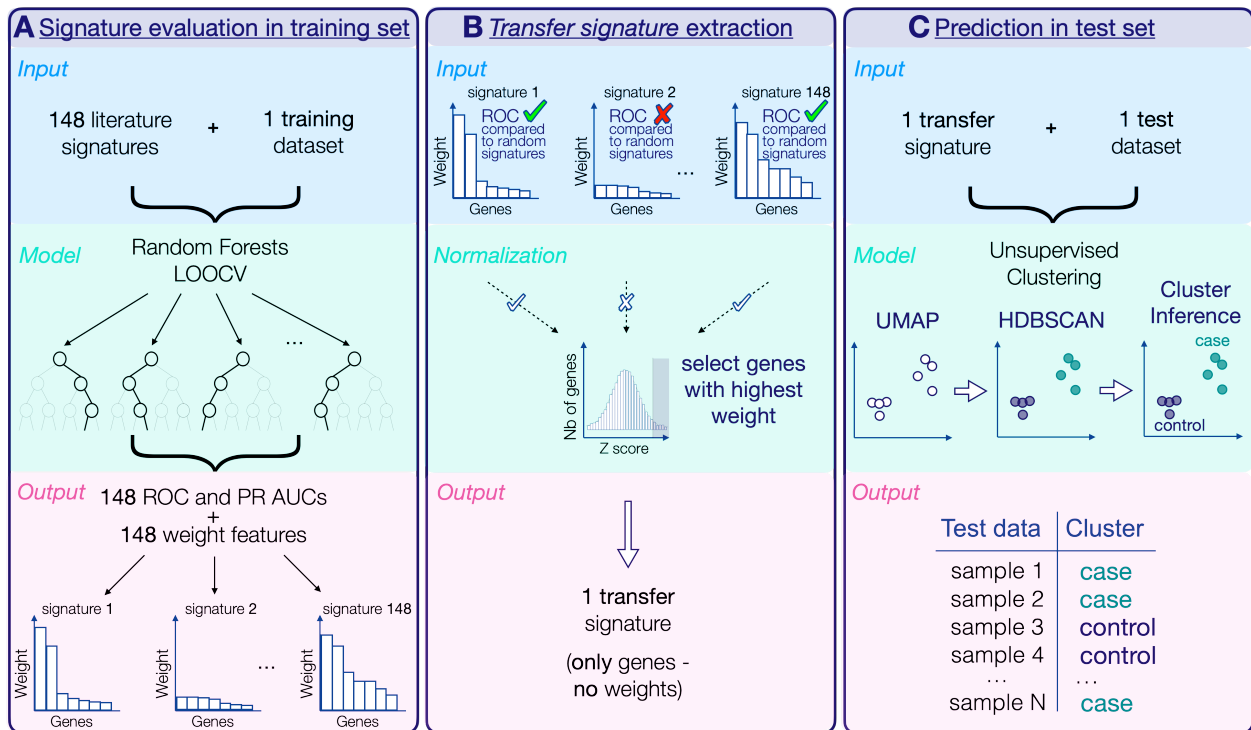 A Signature evaluation in training set
Input
148 literature
signatures
+
1 training
dataset
Model
Random Forests
LOOCV
...
Output
148 ROC and PR AUCs
+
148 weight features
signature 1
Weight
Genes
signature 2
Weight
Genes
...
signature 148
Weight
Genes
B Transfer signature extraction
Input
signature 1
ROC
compared
to random
signatures
Weight
Genes
signature 2
ROC
compared
to random
signatures
Weight
Genes
...
signature 148
ROC
compared
to random
signatures
Weight
Genes
Normalization
Nb of genes
Z score
select genes
with highest
weight
Output
1 transfer
signature
(only genes -
no weights)
C Prediction in test set
Input
1 transfer
signature
+
1 test
dataset
Model
Unsupervised
Clustering
UMAP
HDBSCAN
Cluster
Inference
case
control
Output
Test data Cluster
sample 1 case
sample 2 case
sample 3 control
sample 4 control
... ...
sample N case